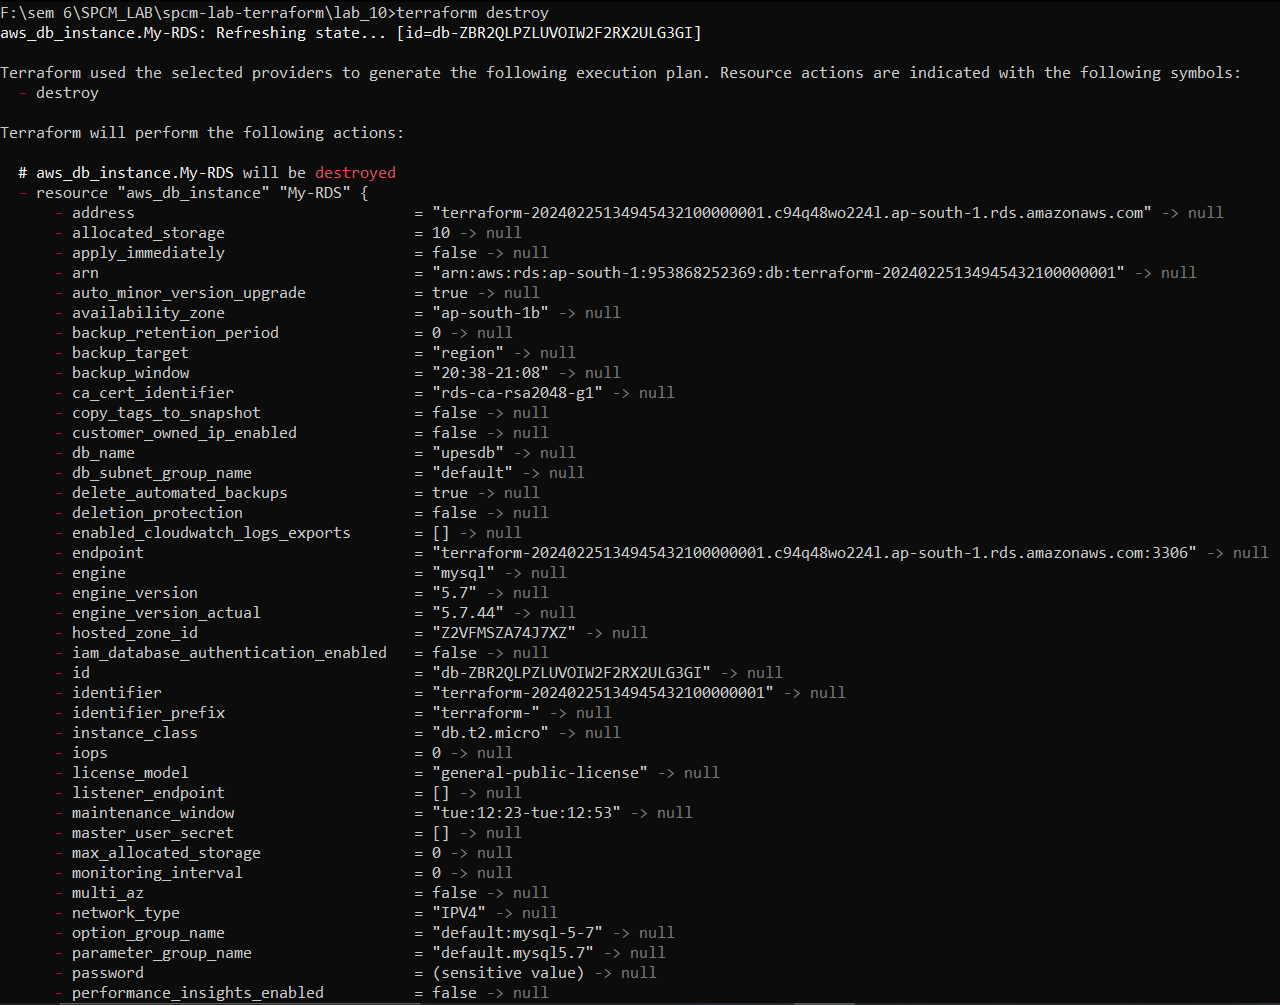 F:\sem 6\SPCM_LAB\spcm-lab-terraform\lab_10>terraform destroy
aws_db_instance.My-RDS: Refreshing state... [id=db-ZBR2QLPZLUVOIW2F2RX2ULG3GI]
Terraform used the selected providers to generate the following execution plan. Resource actions are indicated with the following symbols:
- destroy
Terraform will perform the following actions:
# aws_db_instance.My-RDS will be destroyed
- resource "aws_db_instance" "My-RDS" {
- address = "terraform-20240225134945432100000001.c94q48wo224l.ap-south-1.rds.amazonaws.com" -> null
- allocated_storage = 10 -> null
- apply_immediately = false -> null
- arn = "arn:aws:rds:ap-south-1:953868252369:db:terraform-20240225134945432100000001" -> null
- auto_minor_version_upgrade = true -> null
- availability_zone = "ap-south-1b" -> null
- backup_retention_period = 0 -> null
- backup_target = "region" -> null
- backup_window = "20:38-21:08" -> null
- ca_cert_identifier = "rds-ca-rsa2048-g1" -> null
- copy_tags_to_snapshot = false -> null
- customer_owned_ip_enabled = false -> null
- db_name = "upesdb" -> null
- db_subnet_group_name = "default" -> null
- delete_automated_backups = true -> null
- deletion_protection = false -> null
- enabled_cloudwatch_logs_exports = [] -> null
- endpoint = "terraform-20240225134945432100000001.c94q48wo224l.ap-south-1.rds.amazonaws.com:3306" -> null
- engine = "mysql" -> null
- engine_version = "5.7" -> null
- engine_version_actual = "5.7.44" -> null
- hosted_zone_id = "Z2VFMSZA74J7XZ" -> null
- iam_database_authentication_enabled = false -> null
- id = "db-ZBR2QLPZLUVOIW2F2RX2ULG3GI" -> null
- identifier = "terraform-20240225134945432100000001" -> null
- identifier_prefix = "terraform-" -> null
- instance_class = "db.t2.micro" -> null
- iops = 0 -> null
- license_model = "general-public-license" -> null
- listener_endpoint = [] -> null
- maintenance_window = "tue:12:23-tue:12:53" -> null
- master_user_secret = [] -> null
- max_allocated_storage = 0 -> null
- monitoring_interval = 0 -> null
- multi_az = false -> null
- network_type = "IPV4" -> null
- option_group_name = "default:mysql-5-7" -> null
- parameter_group_name = "default.mysql5.7" -> null
- password = (sensitive value) -> null
- performance_insights_enabled = false -> null